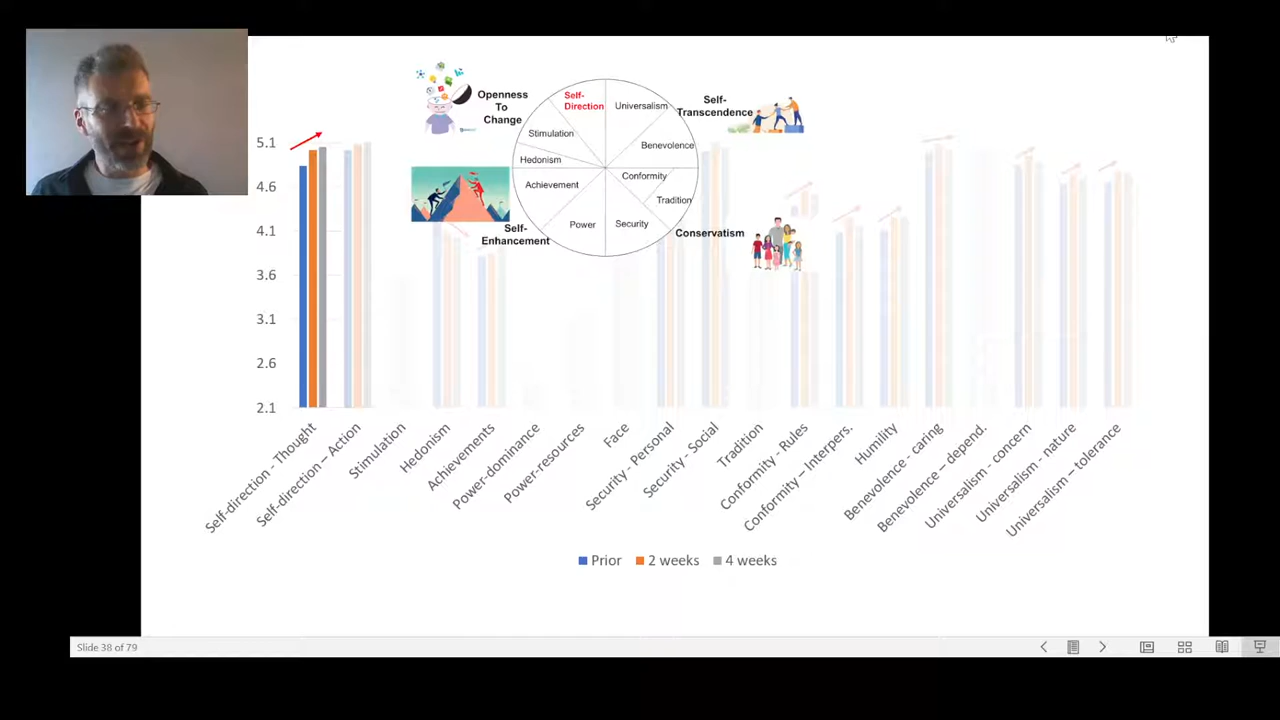 Openness
To
Change
Self-
Direction
Universalism
Self-
Transcendence
Stimulation
Benevolence
Hedonism
Achievement
Conformity
Tradition
Self-
Enhancement
Power
Security
Conservatism
5.1
4.6
4.1
3.6
3.1
2.6
2.1
Self-direction - Thought
Self-direction – Action
Stimulation
Hedonism
Achievements
Power-dominance
Power-resources
Face
Security - Personal
Security - Social
Tradition
Conformity - Rules
Conformity – Interpers.
Humility
Benevolence - caring
Benevolence – depend.
Universalism - concern
Universalism - nature
Universalism – tolerance
Prior 2 weeks 4 weeks
Slide 38 of 79